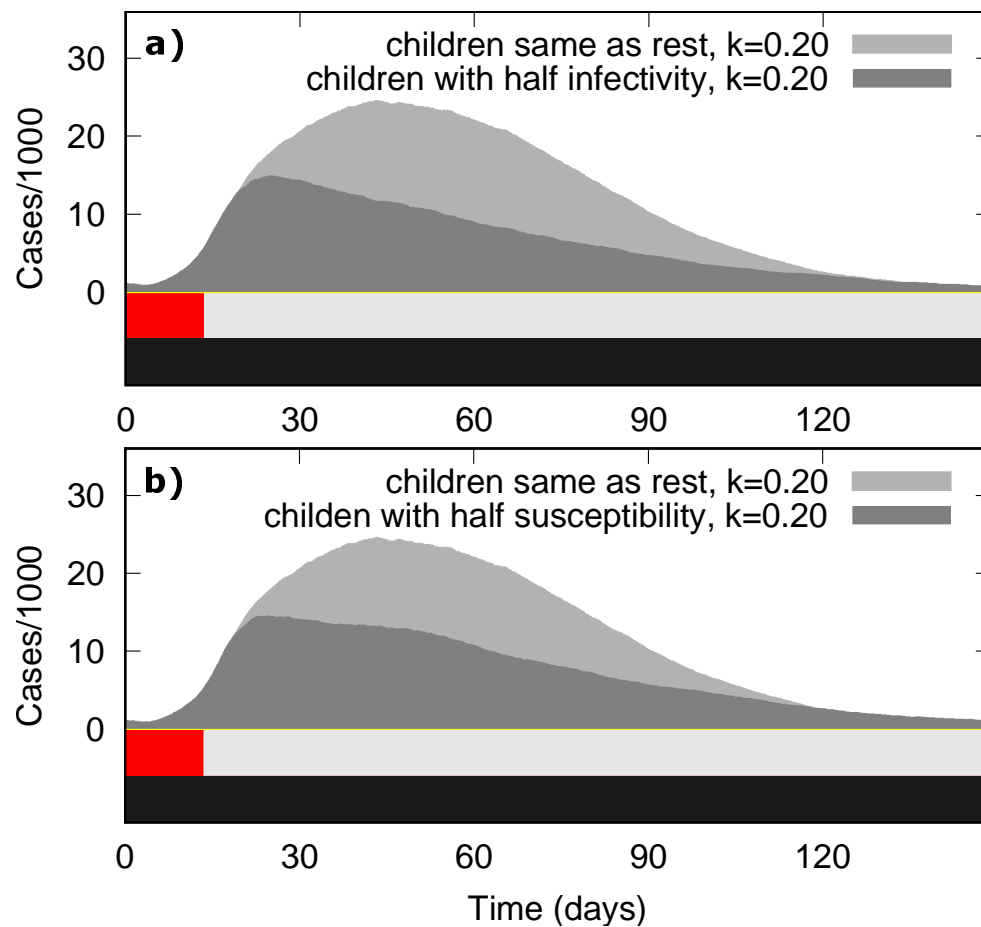 a)
children same as rest, k=0.20
children with half infectivity, k=0.20
Cases/1000
30
20
10
0
0 30 60 90 120
b)
children same as rest, k=0.20
childen with half susceptibility, k=0.20
Cases/1000
30
20
10
0
0 30 60 90 120
Time (days)